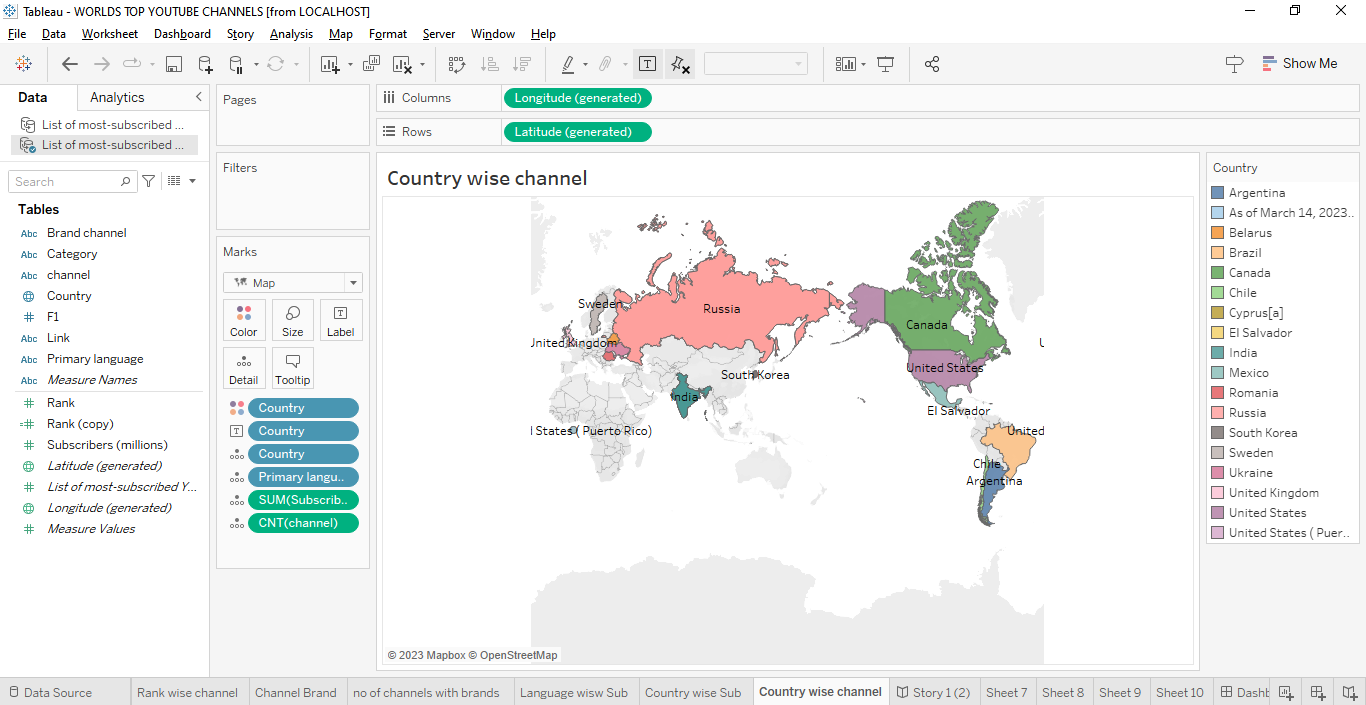 Tableau - WORLDS TOP YOUTUBE CHANNELS [from LOCALHOST]
File Data Worksheet Dashboard Story Analysis Map Format Server Window Help
Show Me
Data Analytics
List of most-subscribed ...
List of most-subscribed ...
Search
Tables
Abc Brand channel
Abc Category
Abc channel
Country
F1
Abc Link
Abc Primary language
Abc Measure Names
Rank
Rank (copy)
Subscribers (millions)
Latitude (generated)
List of most-subscribed Y...
Longitude (generated)
Measure Values
Pages
Filters
Marks
Map
Color Size Label
Detail Tooltip
Country
Country
Country
Primary langu..
SUM(Subscrib..
CNT(channel)
Columns Longitude (generated)
Rows Latitude (generated)
Country wise channel
Sweden
Russia
Canada
United Kingdom
U
South Korea
United States
India
El Salvador
l States ( Puerto Rico)
United
Chile
Argentina
© 2023 Mapbox © OpenStreetMap
Country
Argentina
As of March 14, 2023..
Belarus
Brazil
Canada
Chile
Cyprus[a]
El Salvador
India
Mexico
Romania
Russia
South Korea
Sweden
Ukraine
United Kingdom
United States
United States ( Puer..
Data Source Rank wise channel Channel Brand no of channels with brands Language wisw Sub Country wise Sub Country wise channel Story 1 (2) Sheet 7 Sheet 8 Sheet 9 Sheet 10 Dashb